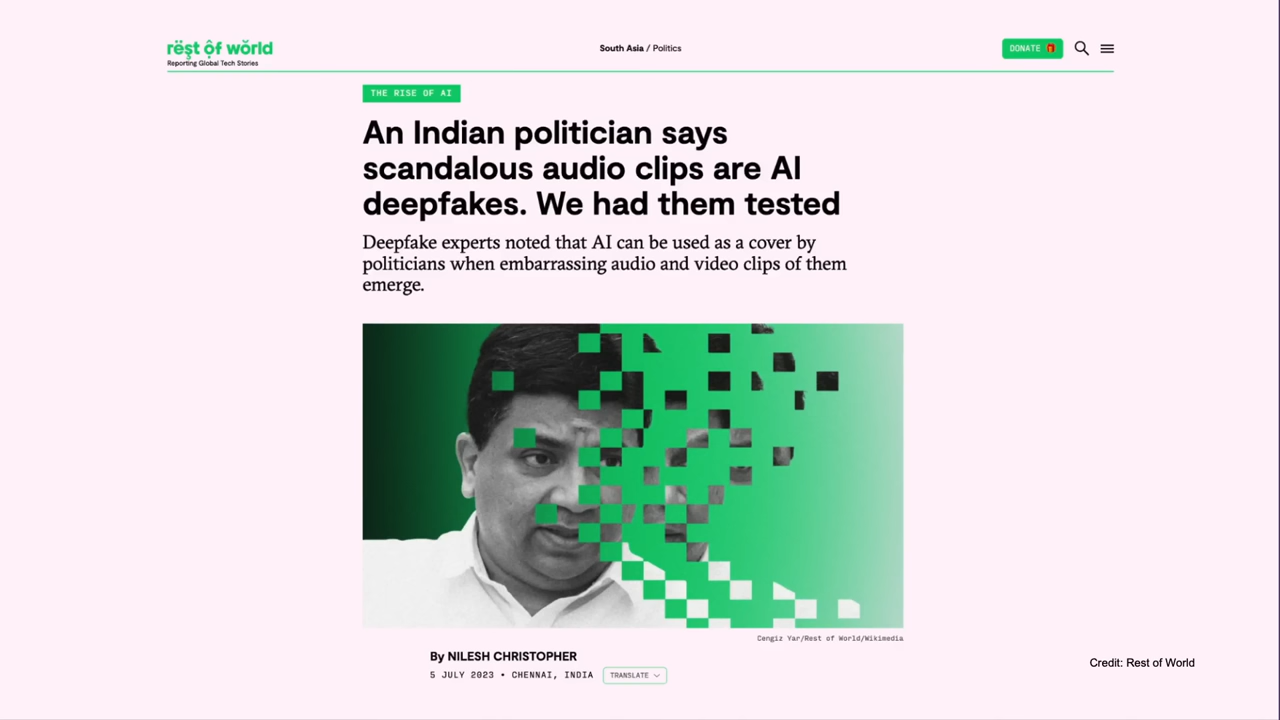 rëşt ộf wŏrld
Reporting Global Tech Stories
South Asia / Politics
DONATE
THE RISE OF AI
An Indian politician says
scandalous audio clips are AI
deepfakes. We had them tested
Deepfake experts noted that AI can be used as a cover by
politicians when embarrassing audio and video clips of them
emerge.
Cengiz Yar/Rest of World/Wikimedia
By NILESH CHRISTOPHER
5 JULY 2023 • CHENNAI, INDIA
TRANSLATE
Credit: Rest of World